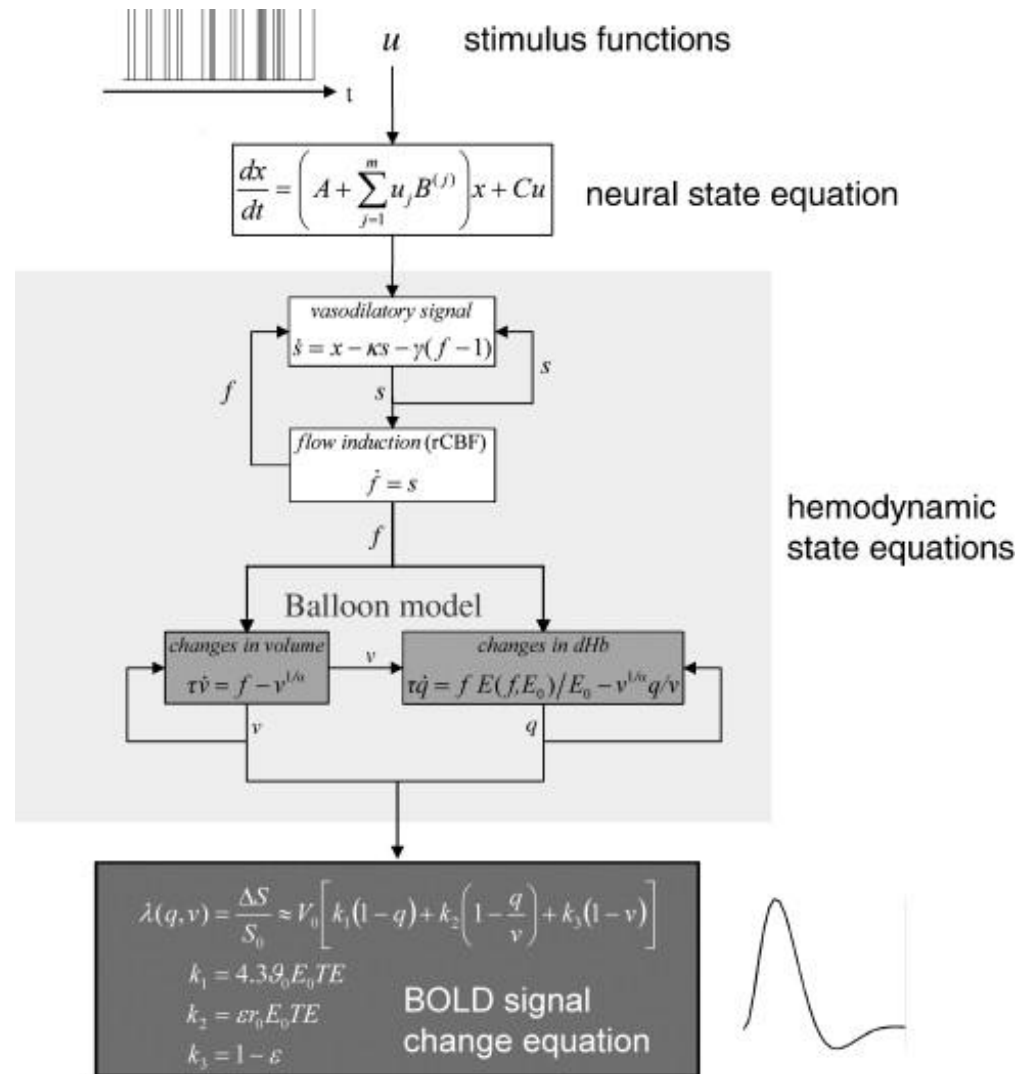 u stimulus functions
t
dx/dt = (A + ∑_{j=1}^{m} u_j B^{(j)}) x + Cu
neural state equation
vasodilatory signal
ṡ = x − κs − γ(f − 1)
f
s
s
flow induction (rCBF)
ḟ = s
f
hemodynamic
state equations
Balloon model
changes in volume
τv̇ = f − v^{1/α}
v
changes in dHb
τq̇ = f E(f,E₀)/E₀ − v^{1/α} q/v
v
q
λ(q,v) = ΔS/S₀ ≈ V₀[k₁(1 − q) + k₂(1 − q/v) + k₃(1 − v)]
k₁ = 4.3ϑ₀E₀TE
k₂ = εr₀E₀TE
k₃ = 1 − ε
BOLD signal
change equation